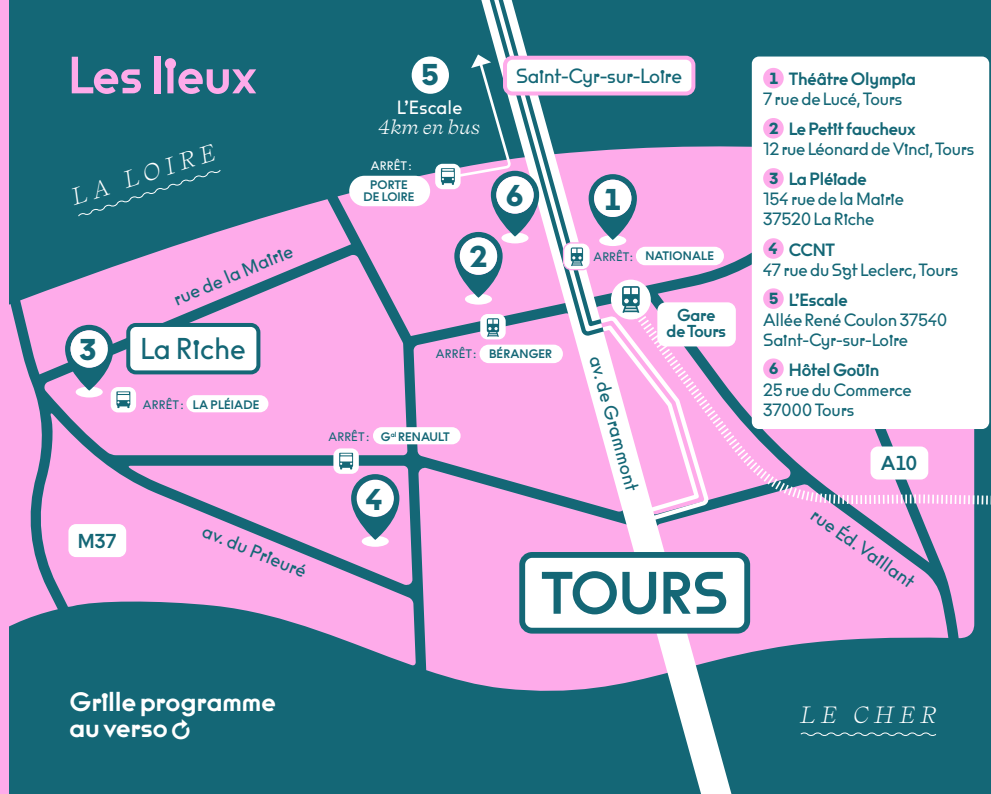 Les lieux
5
L'Escale
4km en bus
Saint-Cyr-sur-Loire
LA LOIRE
ARRÊT :
PORTE
DE LOIRE
6
1
2
ARRÊT : NATIONALE
rue de la Mairie
Gare
de Tours
3
La Riche
ARRÊT : BÉRANGER
av. de Grammont
ARRÊT : LA PLÉIADE
ARRÊT : Gal RENAULT
4
A10
M37
av. du Prieuré
rue Éd. Vaillant
TOURS
1 Théâtre Olympia
7 rue de Lucé, Tours
2 Le Petit faucheux
12 rue Léonard de Vinci, Tours
3 La Pléiade
154 rue de la Mairie
37520 La Riche
4 CCNT
47 rue du Sgt Leclerc, Tours
5 L'Escale
Allée René Coulon 37540
Saint-Cyr-sur-Loire
6 Hôtel Goüin
25 rue du Commerce
37000 Tours
Grille programme
au verso
LE CHER